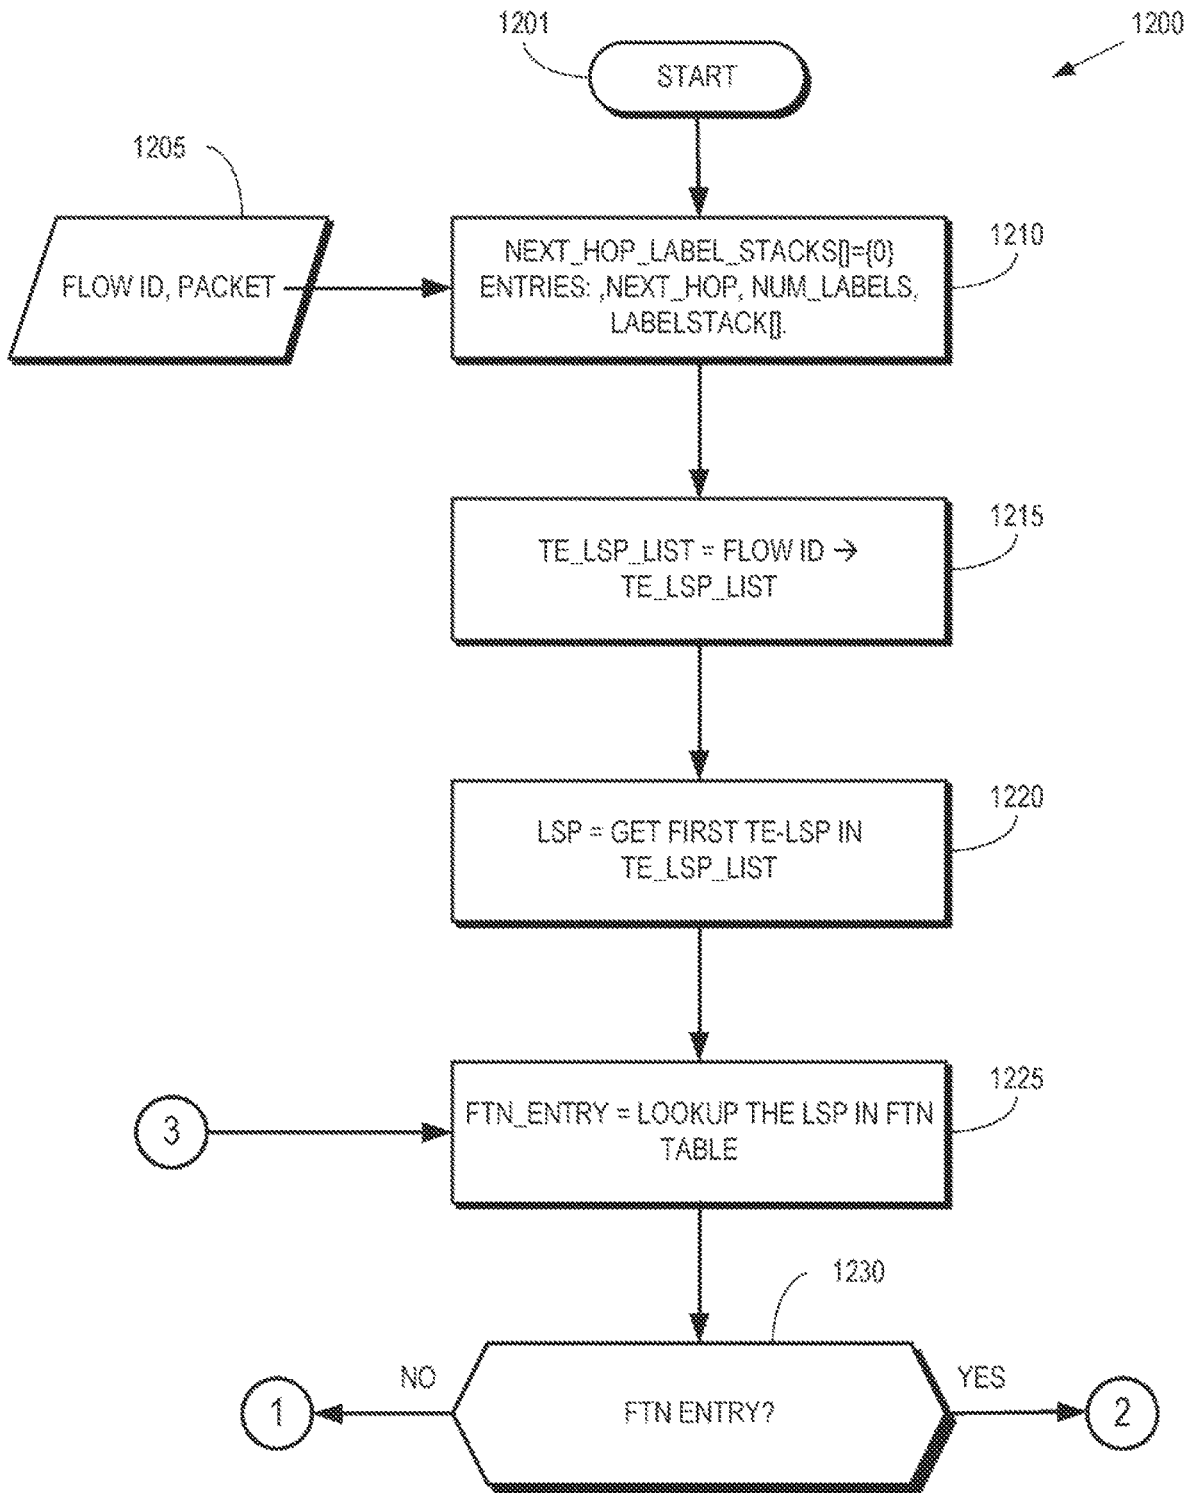 1201
1200
START
1205
FLOW ID, PACKET
NEXT_HOP_LABEL_STACKS[]={0}
ENTRIES: ,NEXT_HOP, NUM_LABELS,
LABELSTACK[].
1210
TE_LSP_LIST = FLOW ID →
TE_LSP_LIST
1215
LSP = GET FIRST TE-LSP IN
TE_LSP_LIST
1220
3
FTN_ENTRY = LOOKUP THE LSP IN FTN
TABLE
1225
1230
NO
YES
1
FTN ENTRY?
2